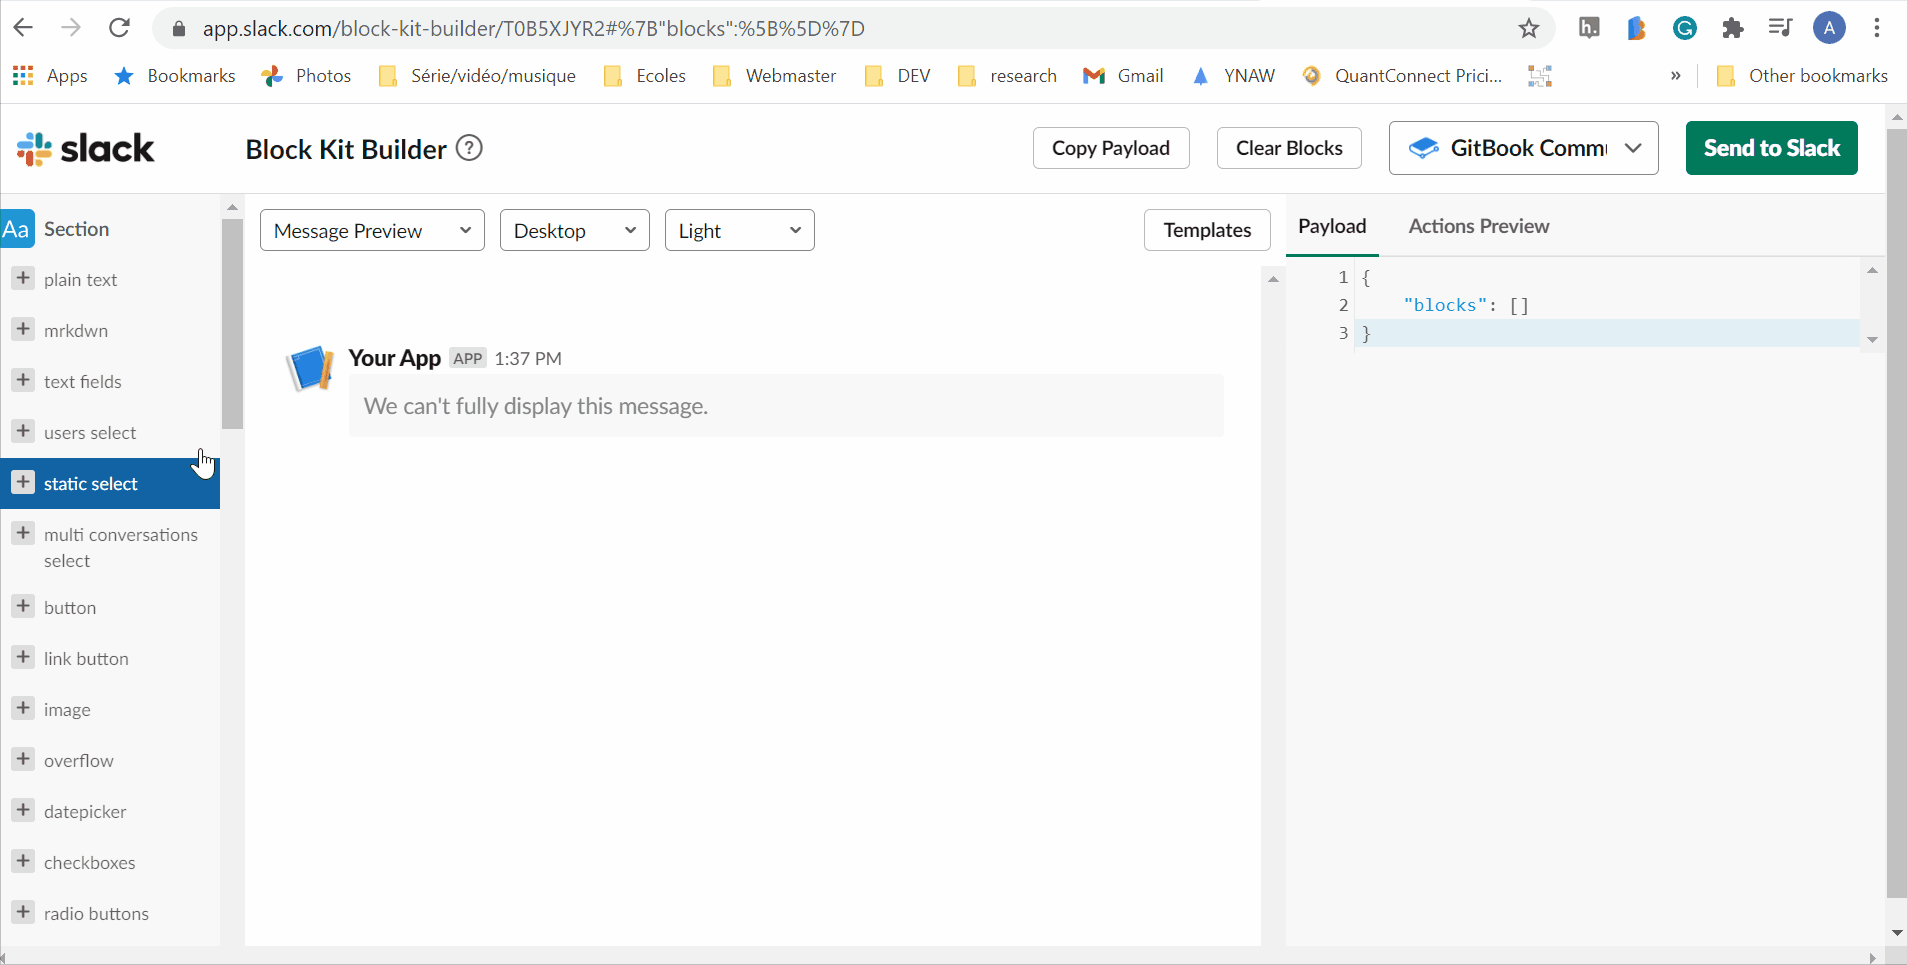 app.slack.com/block-kit-builder/T0B5XJYR2#%7B"blocks":%5B%5D%7D
h.
G
A
Apps
Bookmarks
Photos
Série/vidéo/musique
Ecoles
Webmaster
DEV
research
Gmail
YNAW
QuantConnect Prici...
»
Other bookmarks
slack
Block Kit Builder ?
Copy Payload
Clear Blocks
GitBook Comm
Send to Slack
Aa Section
+ plain text
+ mrkdwn
+ text fields
+ users select
+ static select
+ multi conversations
select
+ button
+ link button
+ image
+ overflow
+ datepicker
+ checkboxes
+ radio buttons
Message Preview
Desktop
Light
Templates
Your App APP 1:37 PM
We can't fully display this message.
Payload
Actions Preview
1 {
2 "blocks": []
3 }